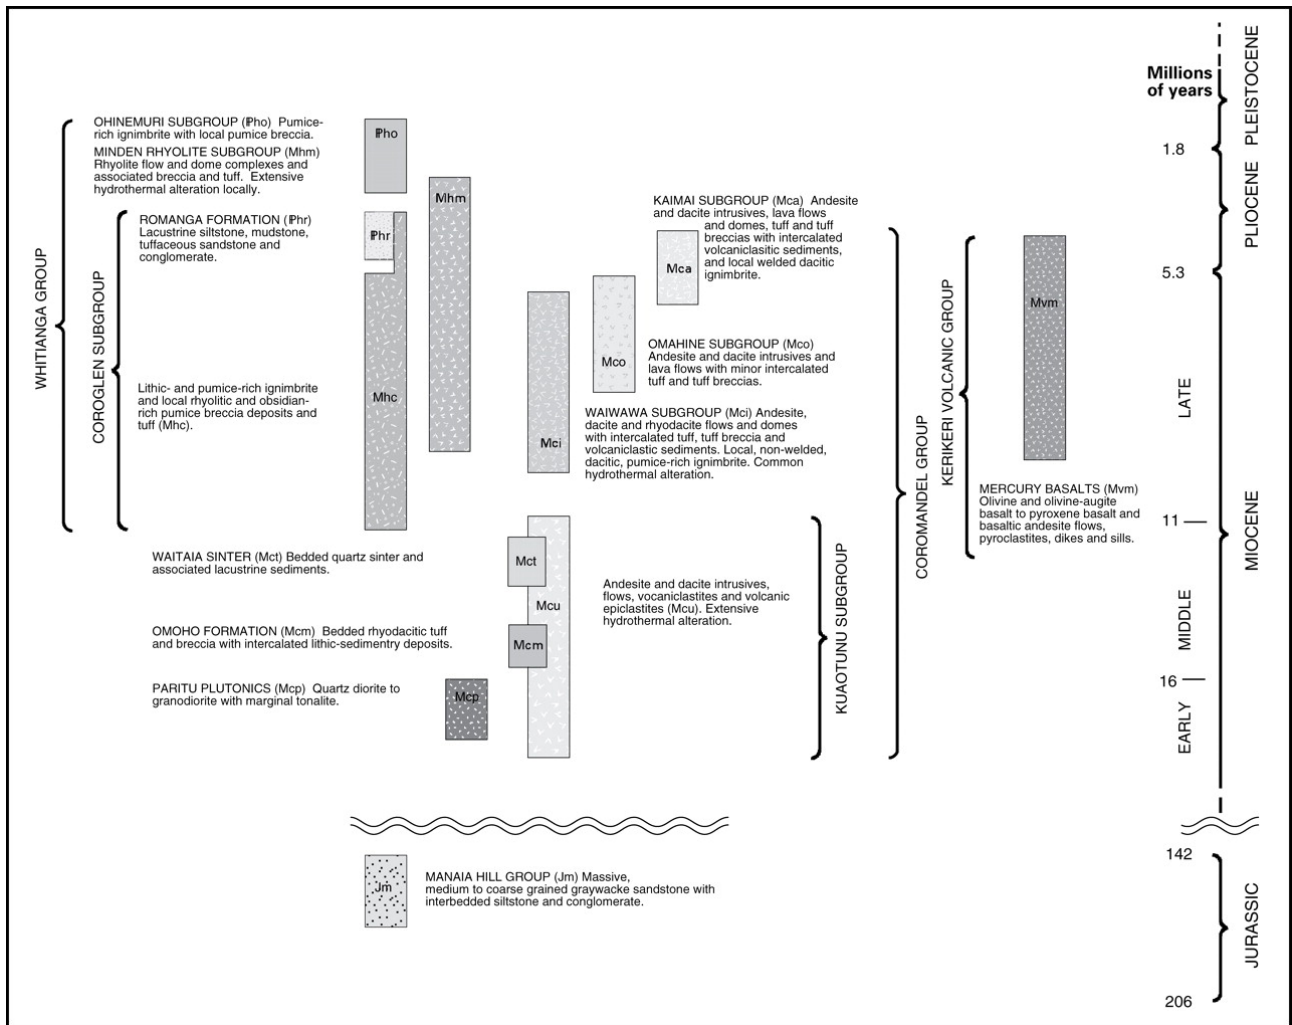 Millions
of years
PLEISTOCENE
1.8
PLIOCENE
5.3
LATE
11
MIOCENE
MIDDLE
16
EARLY
142
JURASSIC
206
WHITIANGA GROUP
OHINEMURI SUBGROUP (Pho) Pumice-
rich ignimbrite with local pumice breccia.
MINDEN RHYOLITE SUBGROUP (Mhm)
Rhyolite flow and dome complexes and
associated breccia and tuff. Extensive
hydrothermal alteration locally.
COROGLEN SUBGROUP
ROMANGA FORMATION (Phr)
Lacustrine siltstone, mudstone,
tuffaceous sandstone and
conglomerate.
Lithic- and pumice-rich ignimbrite
and local rhyolitic and obsidian-
rich pumice breccia deposits and
tuff (Mhc).
Pho
Mhm
Phr
Mhc
KAIMAI SUBGROUP (Mca) Andesite
and dacite intrusives, lava flows
and domes, tuff and tuff
breccias with intercalated
volcaniclasitic sediments,
and local welded dacitic
ignimbrite.
Mca
Mco
OMAHINE SUBGROUP (Mco)
Andesite and dacite intrusives and
lava flows with minor intercalated
tuff and tuff breccias.
Mci
WAIWAWA SUBGROUP (Mci) Andesite,
dacite and rhyodacite flows and domes
with intercalated tuff, tuff breccia and
volcaniclastic sediments. Local, non-welded,
dacitic, pumice-rich ignimbrite. Common
hydrothermal alteration.
COROMANDEL GROUP
KERIKERI VOLCANIC GROUP
Mvm
MERCURY BASALTS (Mvm)
Olivine and olivine-augite
basalt to pyroxene basalt and
basaltic andesite flows,
pyroclastites, dikes and sills.
WAITAIA SINTER (Mct) Bedded quartz sinter and
associated lacustrine sediments.
Mct
Mcu
Andesite and dacite intrusives,
flows, vocaniclastites and volcanic
epiclastites (Mcu). Extensive
hydrothermal alteration.
KUAOTUNU SUBGROUP
OMOHO FORMATION (Mcm) Bedded rhyodacitic tuff
and breccia with intercalated lithic-sedimentry deposits.
Mcm
PARITU PLUTONICS (Mcp) Quartz diorite to
granodiorite with marginal tonalite.
Mcp
Jm
MANAIA HILL GROUP (Jm) Massive,
medium to coarse grained graywacke sandstone with
interbedded siltstone and conglomerate.